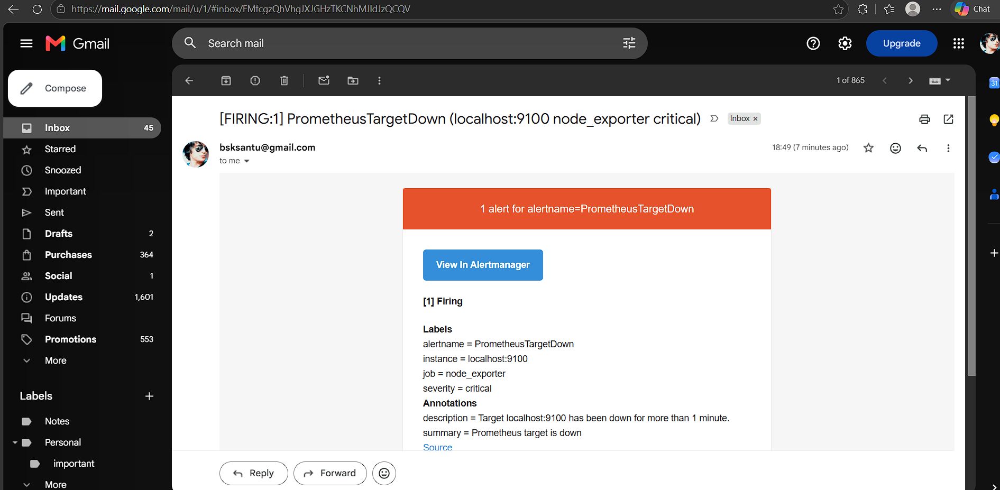 https://mail.google.com/mail/u/1/#inbox/FMfcgzQhVhgJXJGHzTKCNhMJldJzQCQV
Chat
Gmail
Search mail
Upgrade
Compose
1 of 865
31
Inbox 45
Starred
Snoozed
Important
Sent
Drafts 2
Purchases 364
Social 1
Updates 1,601
Forums
Promotions 553
More
Labels
Notes
Personal
important
More
[FIRING:1] PrometheusTargetDown (localhost:9100 node_exporter critical)
Inbox ×
bsksantu@gmail.com
18:49 (7 minutes ago)
to me
1 alert for alertname=PrometheusTargetDown
View In Alertmanager
[1] Firing
Labels
alertname = PrometheusTargetDown
instance = localhost:9100
job = node_exporter
severity = critical
Annotations
description = Target localhost:9100 has been down for more than 1 minute.
summary = Prometheus target is down
Source
Reply
Forward